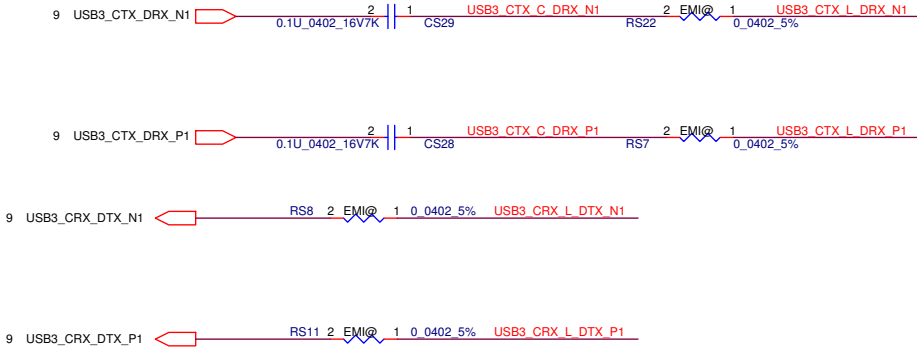 9 USB3_CTX_DRX_N1 2 1 USB3_CTX_C_DRX_N1 2 EMI@ 1 USB3_CTX_L_DRX_N1
0.1U_0402_16V7K CS29 RS22 0_0402_5%
9 USB3_CTX_DRX_P1 2 1 USB3_CTX_C_DRX_P1 2 EMI@ 1 USB3_CTX_L_DRX_P1
0.1U_0402_16V7K CS28 RS7 0_0402_5%
9 USB3_CRX_DTX_N1 RS8 2 EMI@ 1 0_0402_5% USB3_CRX_L_DTX_N1
9 USB3_CRX_DTX_P1 RS11 2 EMI@ 1 0_0402_5% USB3_CRX_L_DTX_P1